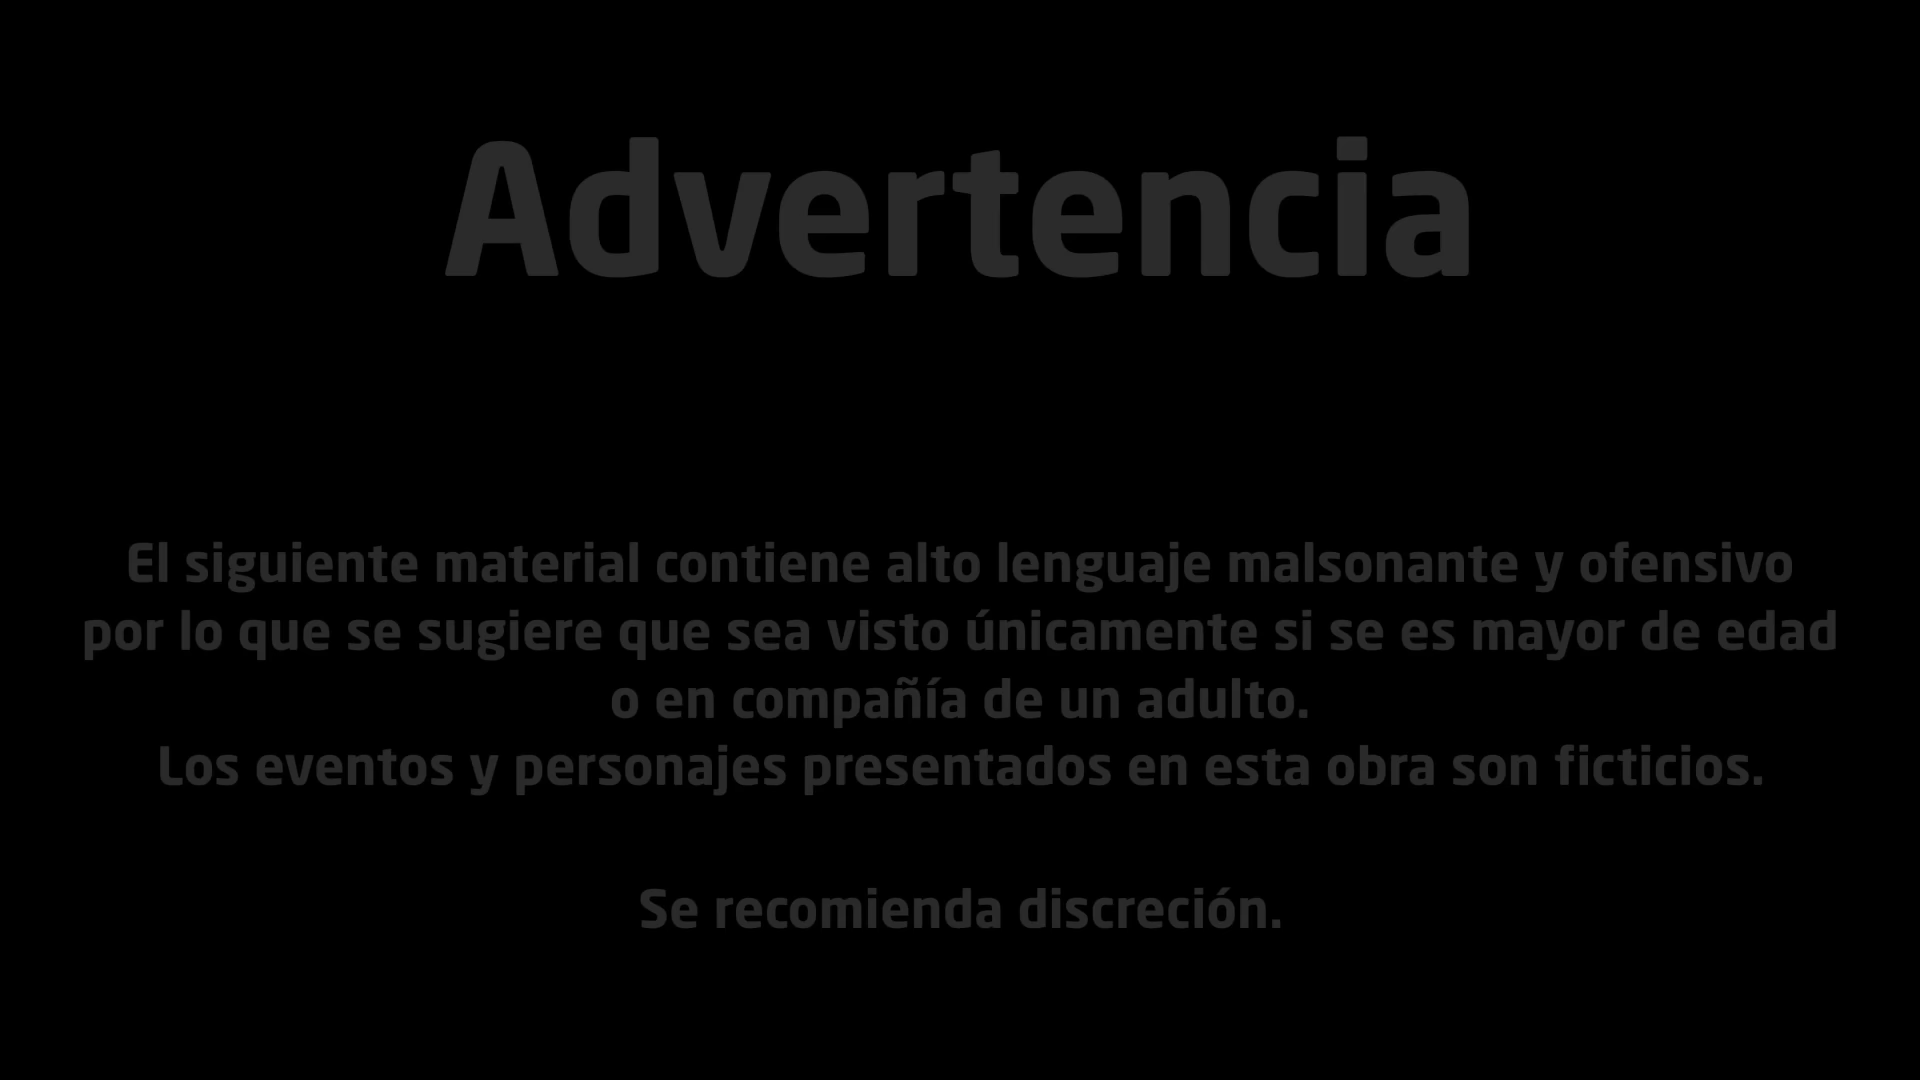 Advertencia
El siguiente material contiene alto lenguaje malsonante y ofensivo
por lo que se sugiere que sea visto únicamente si se es mayor de edad
o en compañía de un adulto.
Los eventos y personajes presentados en esta obra son ficticios.
Se recomienda discreción.